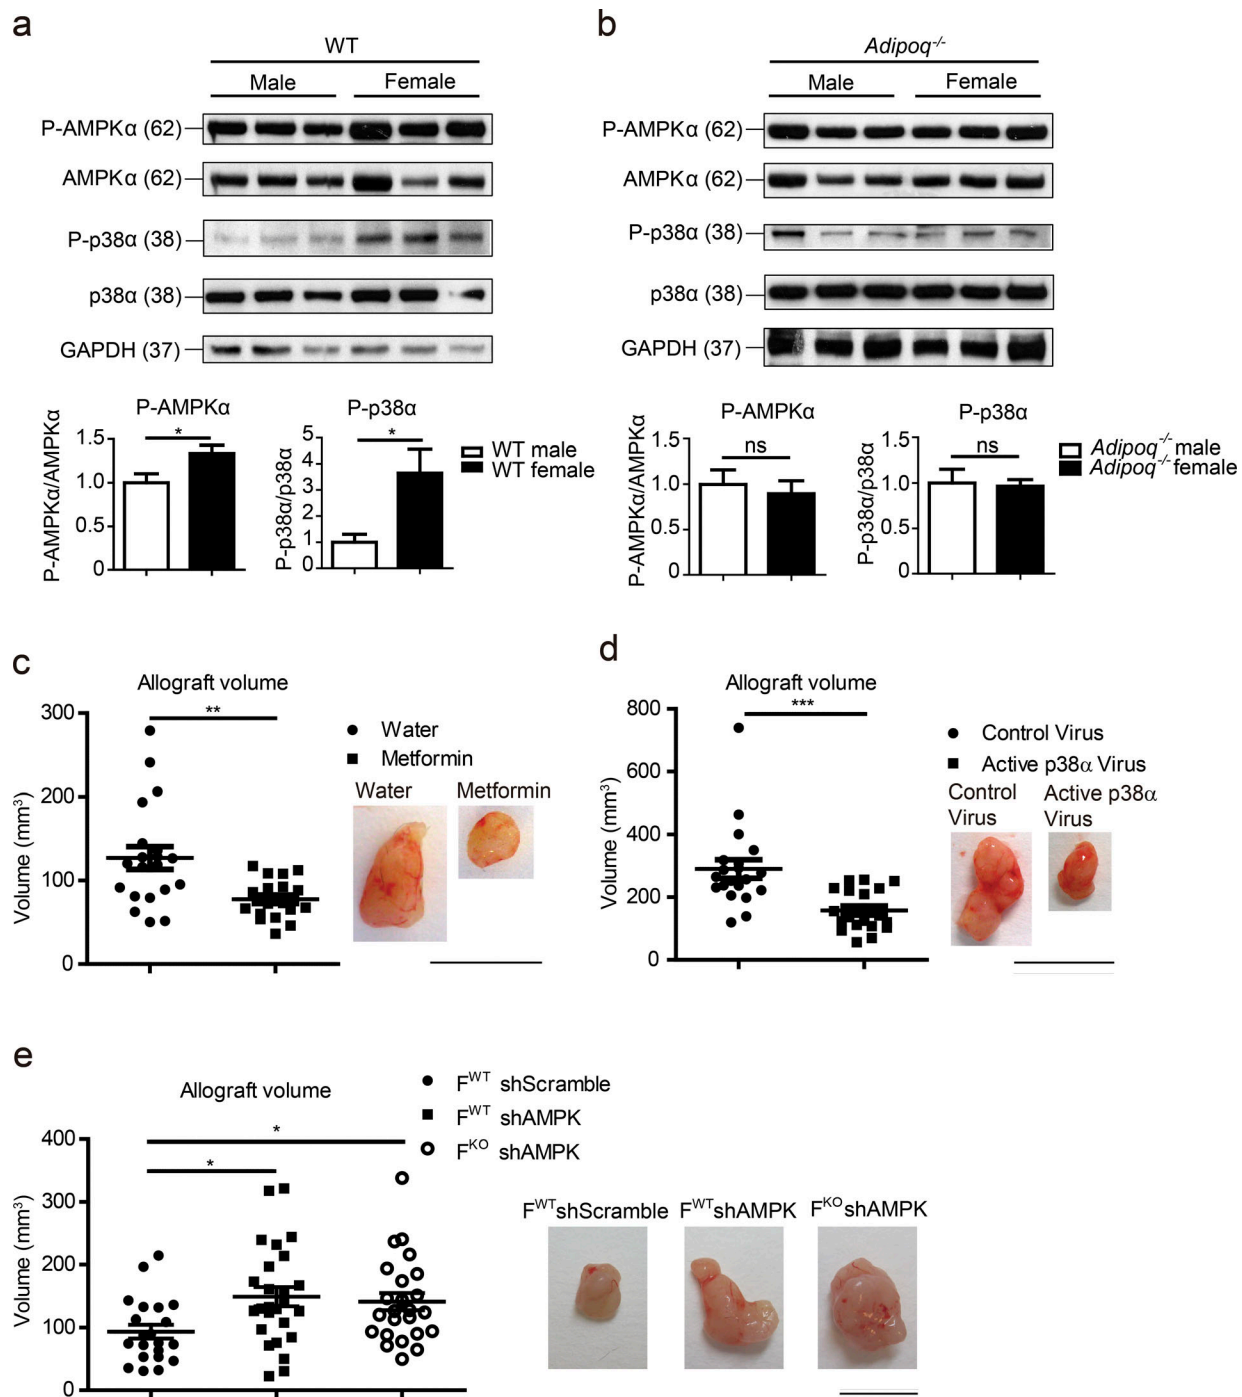 a
WT
Male Female
P-AMPKα (62)
AMPKα (62)
P-p38α (38)
p38α (38)
GAPDH (37)
P-AMPKα
P-AMPKα/AMPKα
1.5
1.0
0.5
0
*
P-p38α
P-p38α/p38α
5
4
3
2
1
0
*
WT male
WT female
b
Adipoq-/-
Male Female
P-AMPKα (62)
AMPKα (62)
P-p38α (38)
p38α (38)
GAPDH (37)
P-AMPKα
P-AMPKα/AMPKα
1.5
1.0
0.5
0
ns
P-p38α
P-p38α/p38α
1.5
1.0
0.5
0
ns
Adipoq-/- male
Adipoq-/- female
c
Allograft volume
Volume (mm³)
300
200
100
0
**
Water
Metformin
Water Metformin
d
Allograft volume
Volume (mm³)
800
600
400
200
0
***
Control Virus
Active p38α Virus
Control Active p38α
Virus Virus
e
Allograft volume
Volume (mm³)
400
300
200
100
0
*
*
FWT shScramble
FWT shAMPK
FKO shAMPK
FWTshScramble FWTshAMPK FKOshAMPK